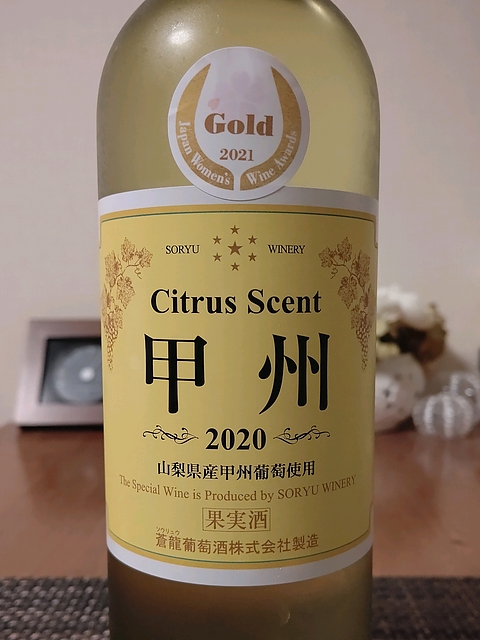 Gold
2021
Japan Women's Wine Awards
SORYU WINERY
Citrus Scent
甲州
2020
山梨県産甲州葡萄使用
The Special Wine is Produced by SORYU WINERY
果実酒
ソウリュウ
蒼龍葡萄酒株式会社製造